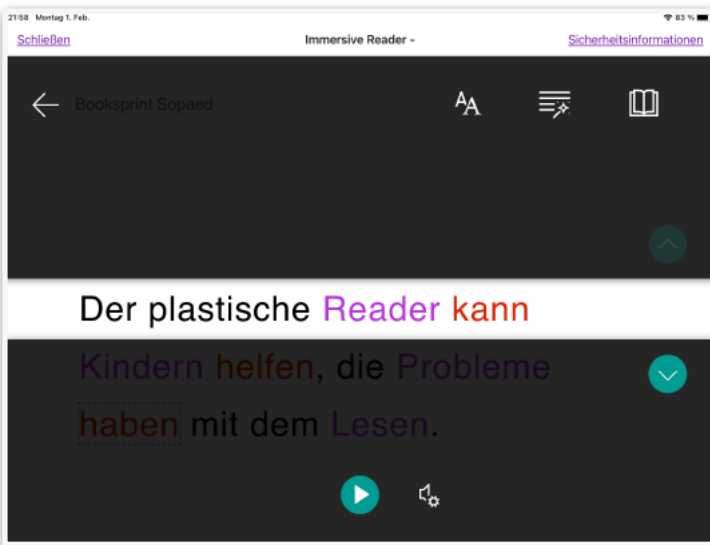 21:58 Montag 1. Feb. 83 %
Schließen Immersive Reader - Sicherheitsinformationen
Booksprint Sopaed
AA
Der plastische Reader kann
Kindern helfen, die Probleme
haben mit dem Lesen.